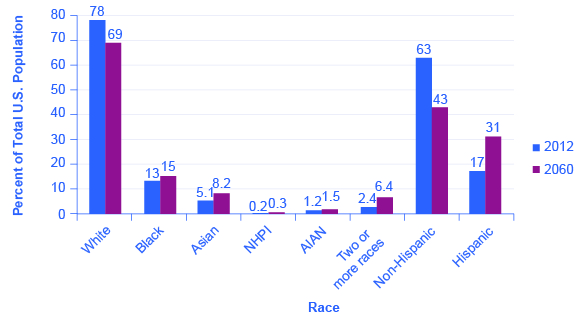 Percent of Total U.S. Population
80
70
60
50
40
30
20
10
0
78
69
13
15
5.1
8.2
0.2
0.3
1.2
1.5
2.4
6.4
63
43
17
31
White
Black
Asian
NHPI
AIAN
Two or
more races
Non-Hispanic
Hispanic
Race
2012
2060